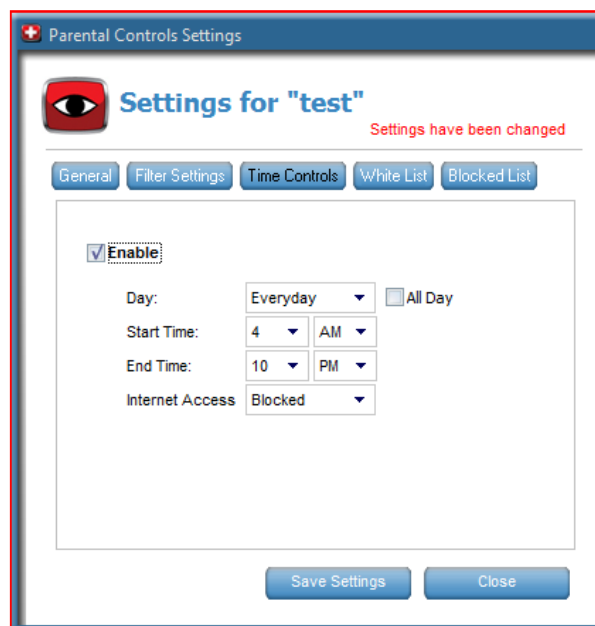 Parental Controls Settings
Settings for "test"
Settings have been changed
General Filter Settings Time Controls White List Blocked List
Enable
Day: Everyday All Day
Start Time: 4 AM
End Time: 10 PM
Internet Access Blocked
Save Settings Close